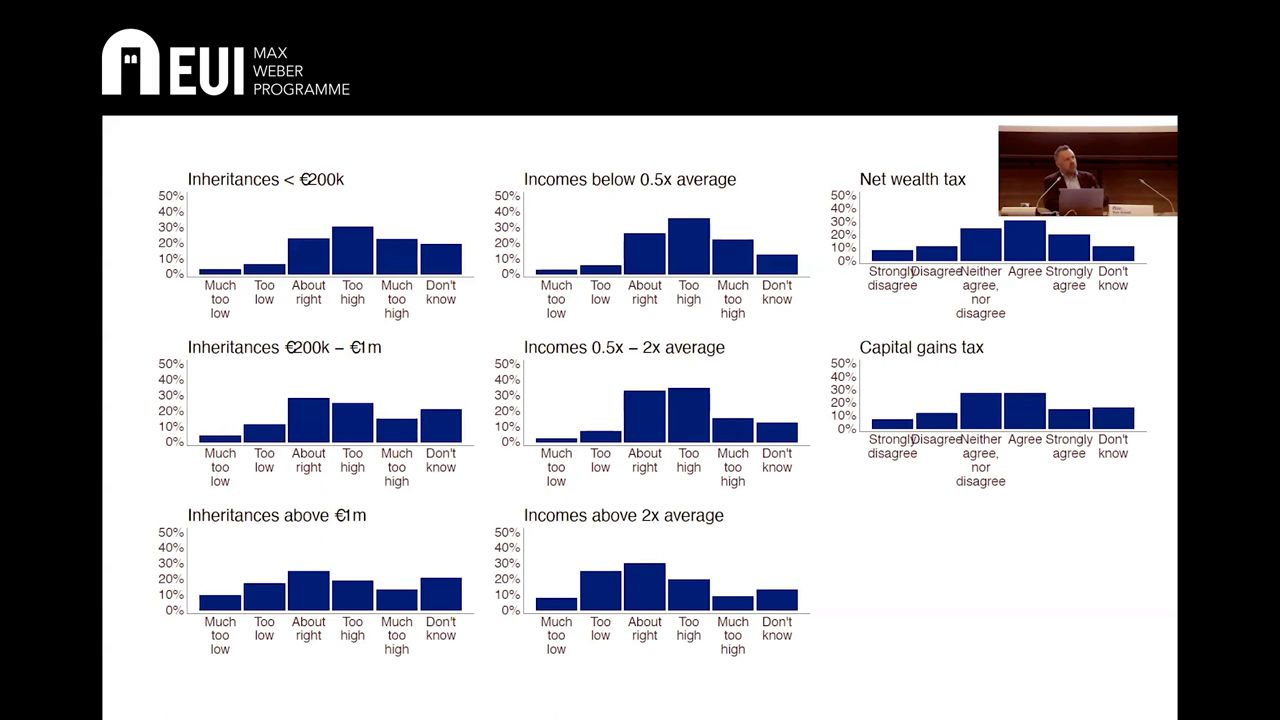 EUI
MAX
WEBER
PROGRAMME
Inheritances < €200k
50%
40%
30%
20%
10%
0%
Much too low
Too low
About right
Too high
Much too high
Don't know
Incomes below 0.5x average
50%
40%
30%
20%
10%
0%
Much too low
Too low
About right
Too high
Much too high
Don't know
Net wealth tax
50%
40%
30%
20%
10%
0%
Strongly disagree
Disagree
Neither agree, nor disagree
Agree
Strongly agree
Don't know
Inheritances €200k – €1m
50%
40%
30%
20%
10%
0%
Much too low
Too low
About right
Too high
Much too high
Don't know
Incomes 0.5x – 2x average
50%
40%
30%
20%
10%
0%
Much too low
Too low
About right
Too high
Much too high
Don't know
Capital gains tax
50%
40%
30%
20%
10%
0%
Strongly disagree
Disagree
Neither agree, nor disagree
Agree
Strongly agree
Don't know
Inheritances above €1m
50%
40%
30%
20%
10%
0%
Much too low
Too low
About right
Too high
Much too high
Don't know
Incomes above 2x average
50%
40%
30%
20%
10%
0%
Much too low
Too low
About right
Too high
Much too high
Don't know